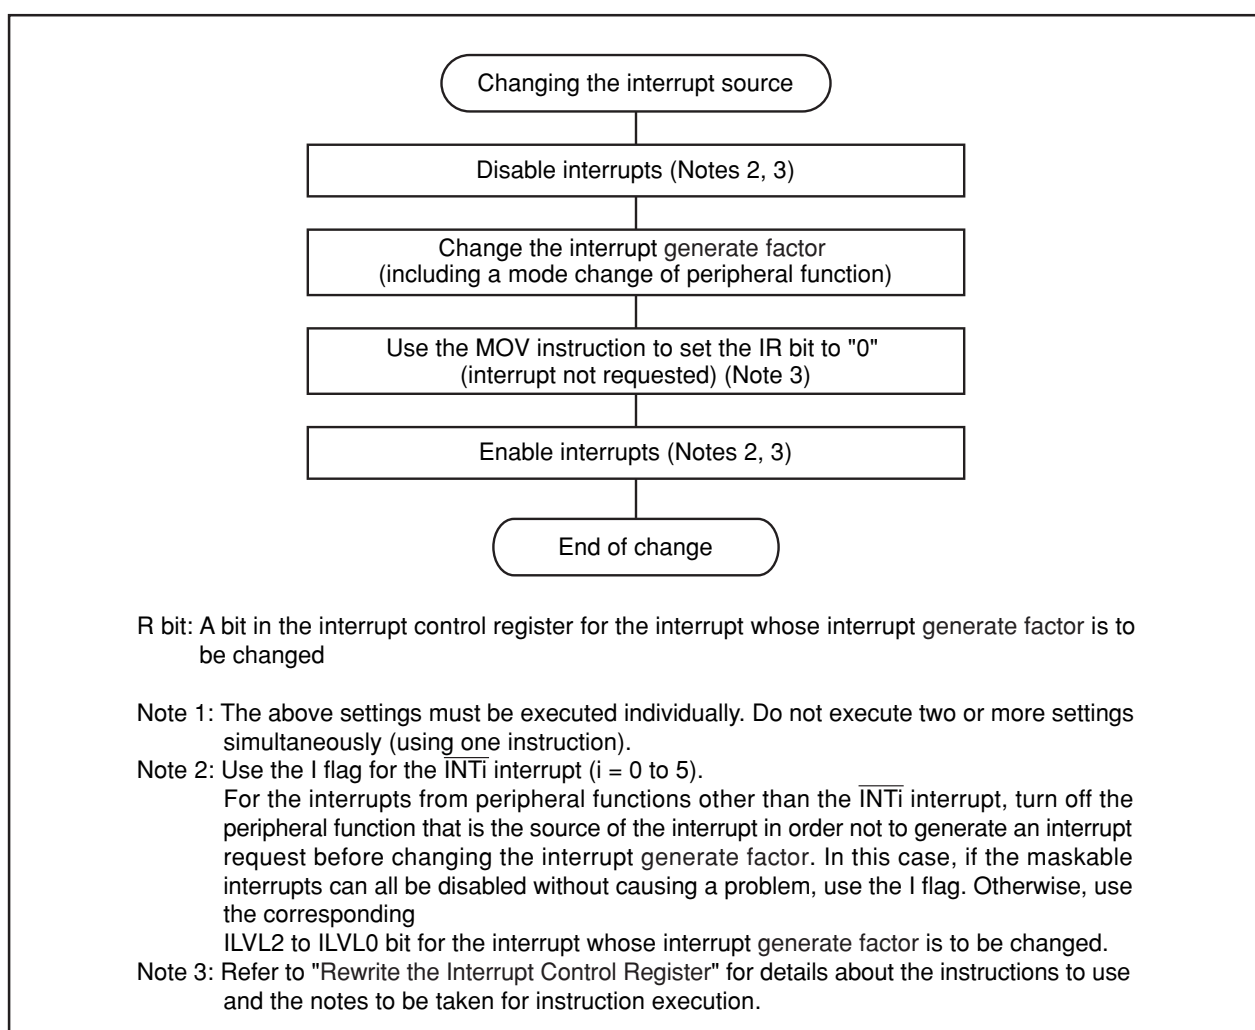 Changing the interrupt source
Disable interrupts (Notes 2, 3)
Change the interrupt generate factor
(including a mode change of peripheral function)
Use the MOV instruction to set the IR bit to "0"
(interrupt not requested) (Note 3)
Enable interrupts (Notes 2, 3)
End of change
R bit: A bit in the interrupt control register for the interrupt whose interrupt generate factor is to
be changed
Note 1: The above settings must be executed individually. Do not execute two or more settings
simultaneously (using one instruction).
Note 2: Use the I flag for the I̅N̅T̅i̅ interrupt (i = 0 to 5).
For the interrupts from peripheral functions other than the I̅N̅T̅i̅ interrupt, turn off the
peripheral function that is the source of the interrupt in order not to generate an interrupt
request before changing the interrupt generate factor. In this case, if the maskable
interrupts can all be disabled without causing a problem, use the I flag. Otherwise, use
the corresponding
ILVL2 to ILVL0 bit for the interrupt whose interrupt generate factor is to be changed.
Note 3: Refer to "Rewrite the Interrupt Control Register" for details about the instructions to use
and the notes to be taken for instruction execution.